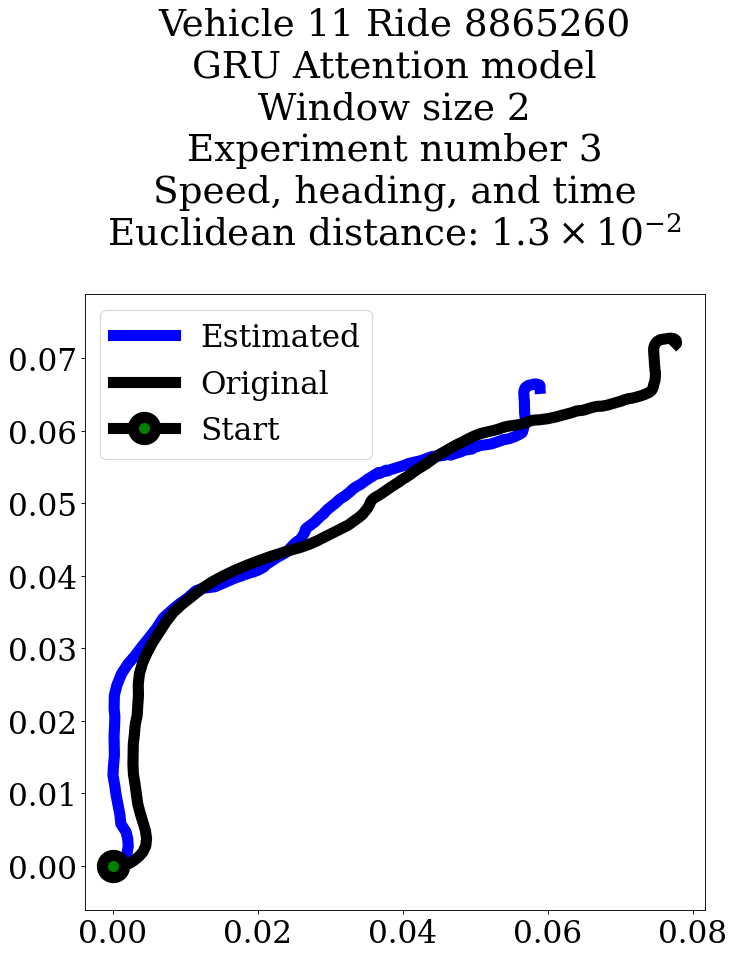 Vehicle 11 Ride 8865260
GRU Attention model
Window size 2
Experiment number 3
Speed, heading, and time
Euclidean distance: 1.3 × 10⁻²
Estimated
Original
Start
0.07
0.06
0.05
0.04
0.03
0.02
0.01
0.00
0.00 0.02 0.04 0.06 0.08